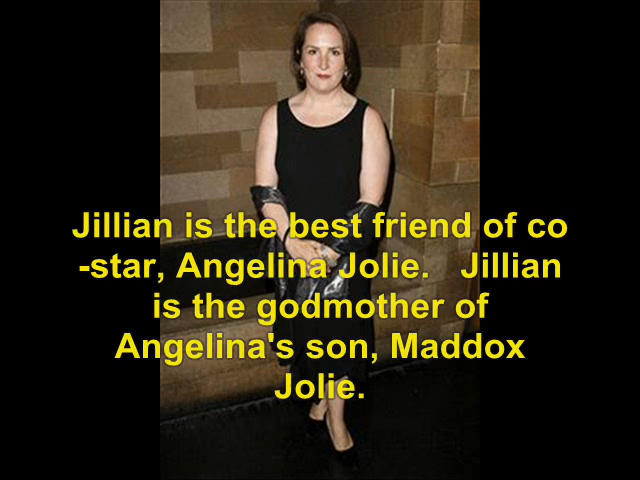 Jillian is the best friend of co
-star, Angelina Jolie.   Jillian
is the godmother of
Angelina's son, Maddox
Jolie.